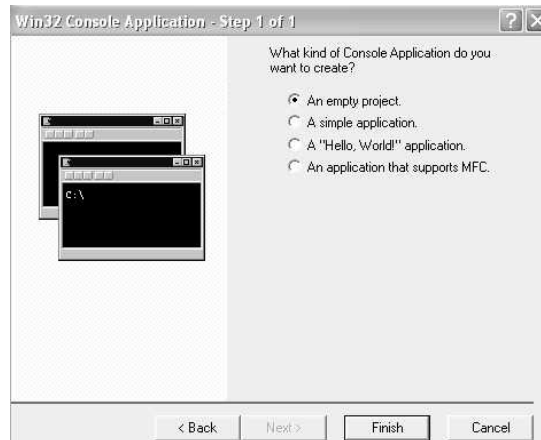 Win32 Console Application - Step 1 of 1
What kind of Console Application do you
want to create?
An empty project.
A simple application.
A "Hello, World!" application.
An application that supports MFC.
C:\
< Back
Next >
Finish
Cancel